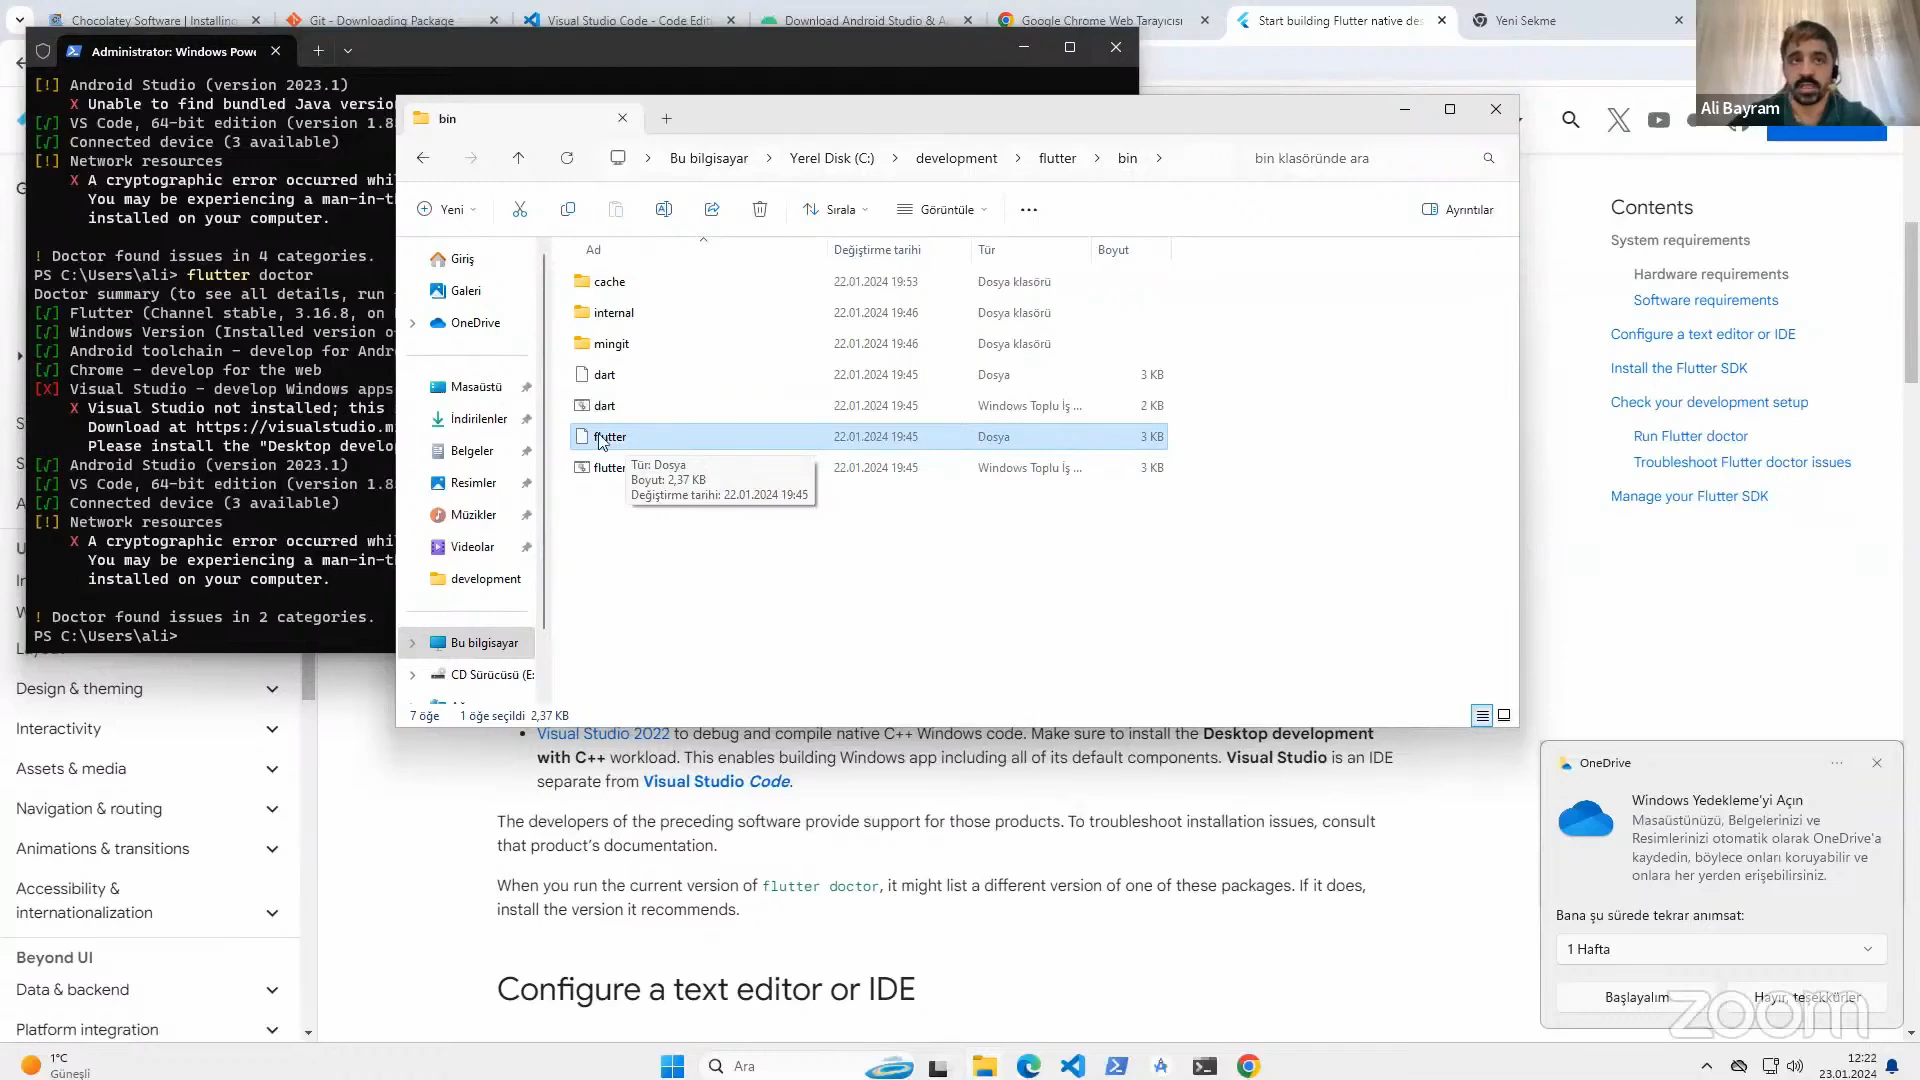 Chocolatey Software | Installing
Git - Downloading Package
Visual Studio Code - Code Edit
Download Android Studio & A
Google Chrome Web Tarayıcısı
Start building Flutter native des
Yeni Sekme
Administrator: Windows Powe
[!] Android Studio (version 2023.1)
X Unable to find bundled Java versio
[√] VS Code, 64-bit edition (version 1.8
[√] Connected device (3 available)
[!] Network resources
X A cryptographic error occurred whi
You may be experiencing a man-in-th
installed on your computer.
! Doctor found issues in 4 categories.
PS C:\Users\ali> flutter doctor
Doctor summary (to see all details, run
[√] Flutter (Channel stable, 3.16.8, on
[√] Windows Version (Installed version o
[√] Android toolchain - develop for Andr
[√] Chrome - develop for the web
[X] Visual Studio - develop Windows apps
X Visual Studio not installed; this
Download at https://visualstudio.m
Please install the "Desktop develo
[√] Android Studio (version 2023.1)
[√] VS Code, 64-bit edition (version 1.8
[√] Connected device (3 available)
[!] Network resources
X A cryptographic error occurred whi
You may be experiencing a man-in-th
installed on your computer.
! Doctor found issues in 2 categories.
PS C:\Users\ali>
bin
Bu bilgisayar
Yerel Disk (C:)
development
flutter
bin
bin klasöründe ara
Yeni
Sırala
Görüntüle
Ayrıntılar
Giriş
Galeri
OneDrive
Masaüstü
İndirilenler
Belgeler
Resimler
Müzikler
Videolar
development
Bu bilgisayar
CD Sürücüsü (E:
Ad Değiştirme tarihi Tür Boyut
cache 22.01.2024 19:53 Dosya klasörü
internal 22.01.2024 19:46 Dosya klasörü
mingit 22.01.2024 19:46 Dosya klasörü
dart 22.01.2024 19:45 Dosya 3 KB
dart 22.01.2024 19:45 Windows Toplu İş ... 2 KB
flutter 22.01.2024 19:45 Dosya 3 KB
flutter 22.01.2024 19:45 Windows Toplu İş ... 3 KB
Tür: Dosya
Boyut: 2,37 KB
Değiştirme tarihi: 22.01.2024 19:45
7 öğe 1 öğe seçildi 2,37 KB
Ali Bayram
Contents
System requirements
Hardware requirements
Software requirements
Configure a text editor or IDE
Install the Flutter SDK
Check your development setup
Run Flutter doctor
Troubleshoot Flutter doctor issues
Manage your Flutter SDK
Design & theming
Interactivity
Assets & media
Navigation & routing
Animations & transitions
Accessibility &
internationalization
Beyond UI
Data & backend
Platform integration
Visual Studio 2022 to debug and compile native C++ Windows code. Make sure to install the Desktop development
with C++ workload. This enables building Windows app including all of its default components. Visual Studio is an IDE
separate from Visual Studio Code.
The developers of the preceding software provide support for those products. To troubleshoot installation issues, consult
that product's documentation.
When you run the current version of flutter doctor, it might list a different version of one of these packages. If it does,
install the version it recommends.
Configure a text editor or IDE
OneDrive
Windows Yedekleme'yi Açın
Masaüstünüzü, Belgelerinizi ve
Resimlerinizi otomatik olarak OneDrive'a
kaydedin, böylece onları koruyabilir ve
onlara her yerden erişebilirsiniz.
Bana şu sürede tekrar anımsat:
1 Hafta
Başlayalım
Hayır, teşekkürler
zoom
1°C
Güneşli
Ara
12:22
23.01.2024